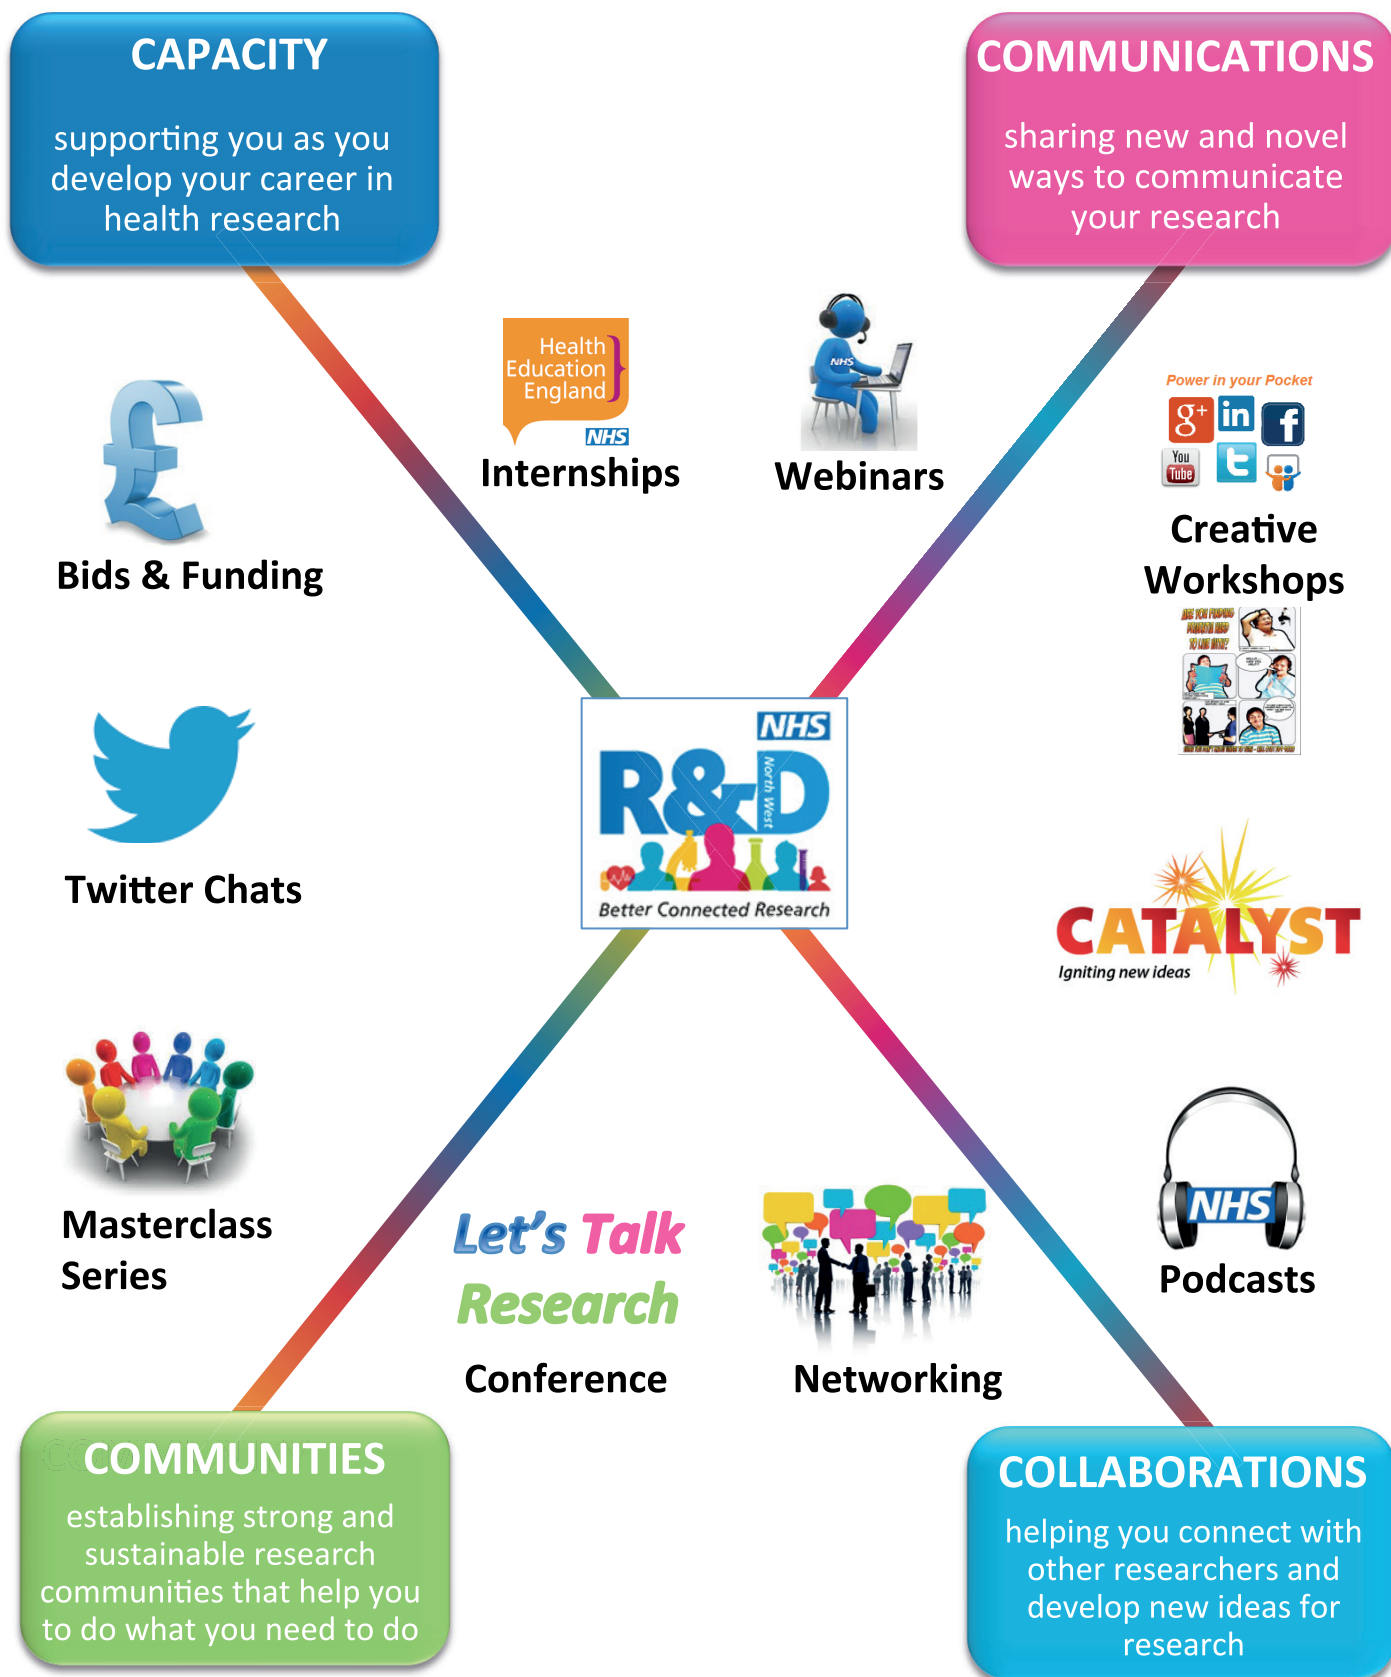 CAPACITY
supporting you as you
develop your career in
health research
COMMUNICATIONS
sharing new and novel
ways to communicate
your research
Health
Education
England
NHS
Internships
NHS
Webinars
Power in your Pocket
g+
in
f
You
Tube
t
Creative
Workshops
Bids & Funding
NHS
R&D
North West
Better Connected Research
Twitter Chats
CATALYST
Igniting new ideas
Masterclass
Series
Let's Talk
Research
Conference
Networking
NHS
Podcasts
COMMUNITIES
establishing strong and
sustainable research
communities that help you
to do what you need to do
COLLABORATIONS
helping you connect with
other researchers and
develop new ideas for
research